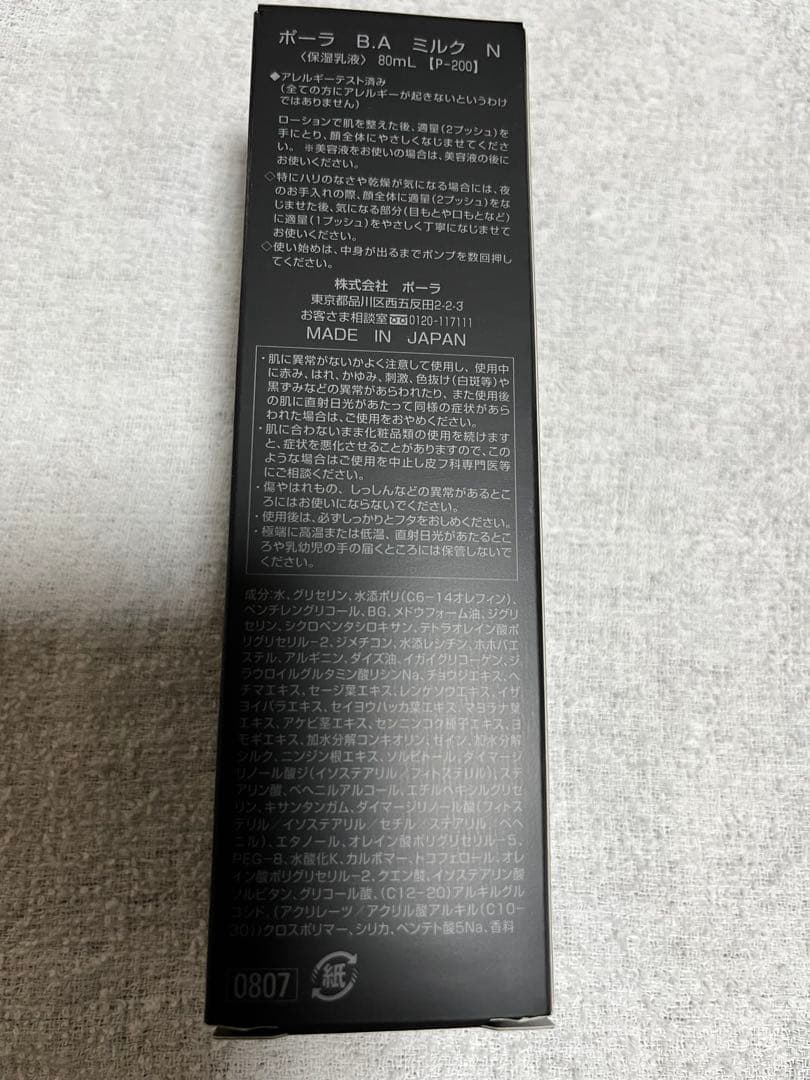 ポーラ B.A ミルク N
〈保湿乳液〉 80mL 【P-200】
◆アレルギーテスト済み
(全ての方にアレルギーが起きないというわけ
ではありません)
ローションで肌を整えた後、適量(2プッシュ)を
手にとり、顔全体にやさしくなじませてくださ
い。 ※美容液をお使いの場合は、美容液の後に
お使いください。
◇特にハリのなさや乾燥が気になる場合には、夜
のお手入れの際、顔全体に適量(2プッシュ)をな
じませた後、気になる部分(目もとや口もとなど)
に適量(1プッシュ)をやさしく丁寧になじませて
お使いください。
◇使い始めは、中身が出るまでポンプを数回押し
てください。
株式会社 ポーラ
東京都品川区西五反田2-2-3
お客さま相談室 0120-117111
MADE IN JAPAN
・肌に異常がないかよく注意して使用し、使用中
に赤み、はれ、かゆみ、刺激、色抜け(白斑等)や
黒ずみなどの異常があらわれたり、また使用後
の肌に直射日光があたって同様の症状があら
われた場合は、ご使用をおやめください。
・肌に合わないまま化粧品類の使用を続けます
と、症状を悪化させることがありますので、この
ような場合はご使用を中止し皮フ科専門医等
にご相談ください。
・傷やはれもの、しっしんなどの異常があるとこ
ろにはお使いにならないでください。
・使用後は、必ずしっかりとフタをおしめください。
・極端に高温または低温、直射日光があたるとこ
ろや乳幼児の手の届くところには保管しないで
ください。
成分:水、グリセリン、水添ポリ(C6-14オレフィン)、
ペンチレングリコール、BG、メドウフォーム油、ジグリ
セリン、シクロペンタシロキサン、テトラオレイン酸ポ
リグリセリル-2、ジメチコン、水添レシチン、ホホバエ
ステル、アルギニン、ダイズ油、イガイグリコーゲン、ジ
ラウロイルグルタミン酸リシンNa、チョウジエキス、ヘ
チマエキス、セージ葉エキス、レンゲソウエキス、イザ
ヨイバラエキス、セイヨウハッカ葉エキス、マヨラナ葉
エキス、アケビ茎エキス、センニンコク種子エキス、ヨ
モギエキス、加水分解コンキオリン、ゼイン、加水分解
シルク、ニンジン根エキス、ソルビトール、ダイマージ
リノール酸ジ(イソステアリル/フィトステリル)、ステ
アリン酸、ベヘニルアルコール、エチルヘキシルグリセ
リン、キサンタンガム、ダイマージリノール酸(フィトス
テリル/イソステアリル/セチル/ステアリル/ベヘ
ニル)、エタノール、オレイン酸ポリグリセリル-5、
PEG-8、水酸化K、カルボマー、トコフェロール、オレ
イン酸ポリグリセリル-2、クエン酸、イソステアリン酸
ソルビタン、グリコール酸、(C12-20)アルキルグル
コシド、(アクリレーツ/アクリル酸アルキル(C10-
30))クロスポリマー、シリカ、ペンテト酸5Na、香料
0807
紙